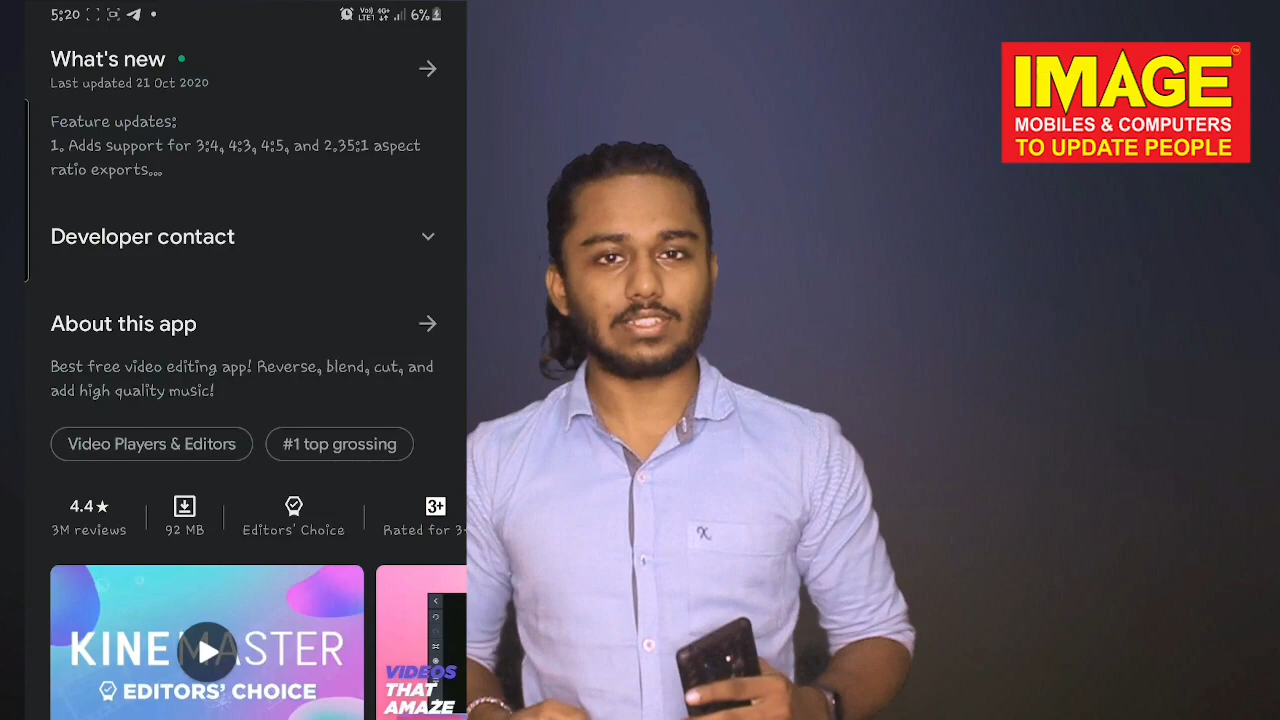 5:20
Vo)) 4G+
LTE1 6%
What's new
Last updated 21 Oct 2020
Feature updates:
1. Adds support for 3:4, 4:3, 4:5, and 2.35:1 aspect
ratio exports...
Developer contact
About this app
Best free video editing app! Reverse, blend, cut, and
add high quality music!
Video Players & Editors
#1 top grossing
4.4★
3M reviews
92 MB
Editors' Choice
3+
Rated for 3+
KINEMASTER
EDITORS' CHOICE
VIDEOS
THAT
AMAZE
IMAGE
TM
MOBILES & COMPUTERS
TO UPDATE PEOPLE
X